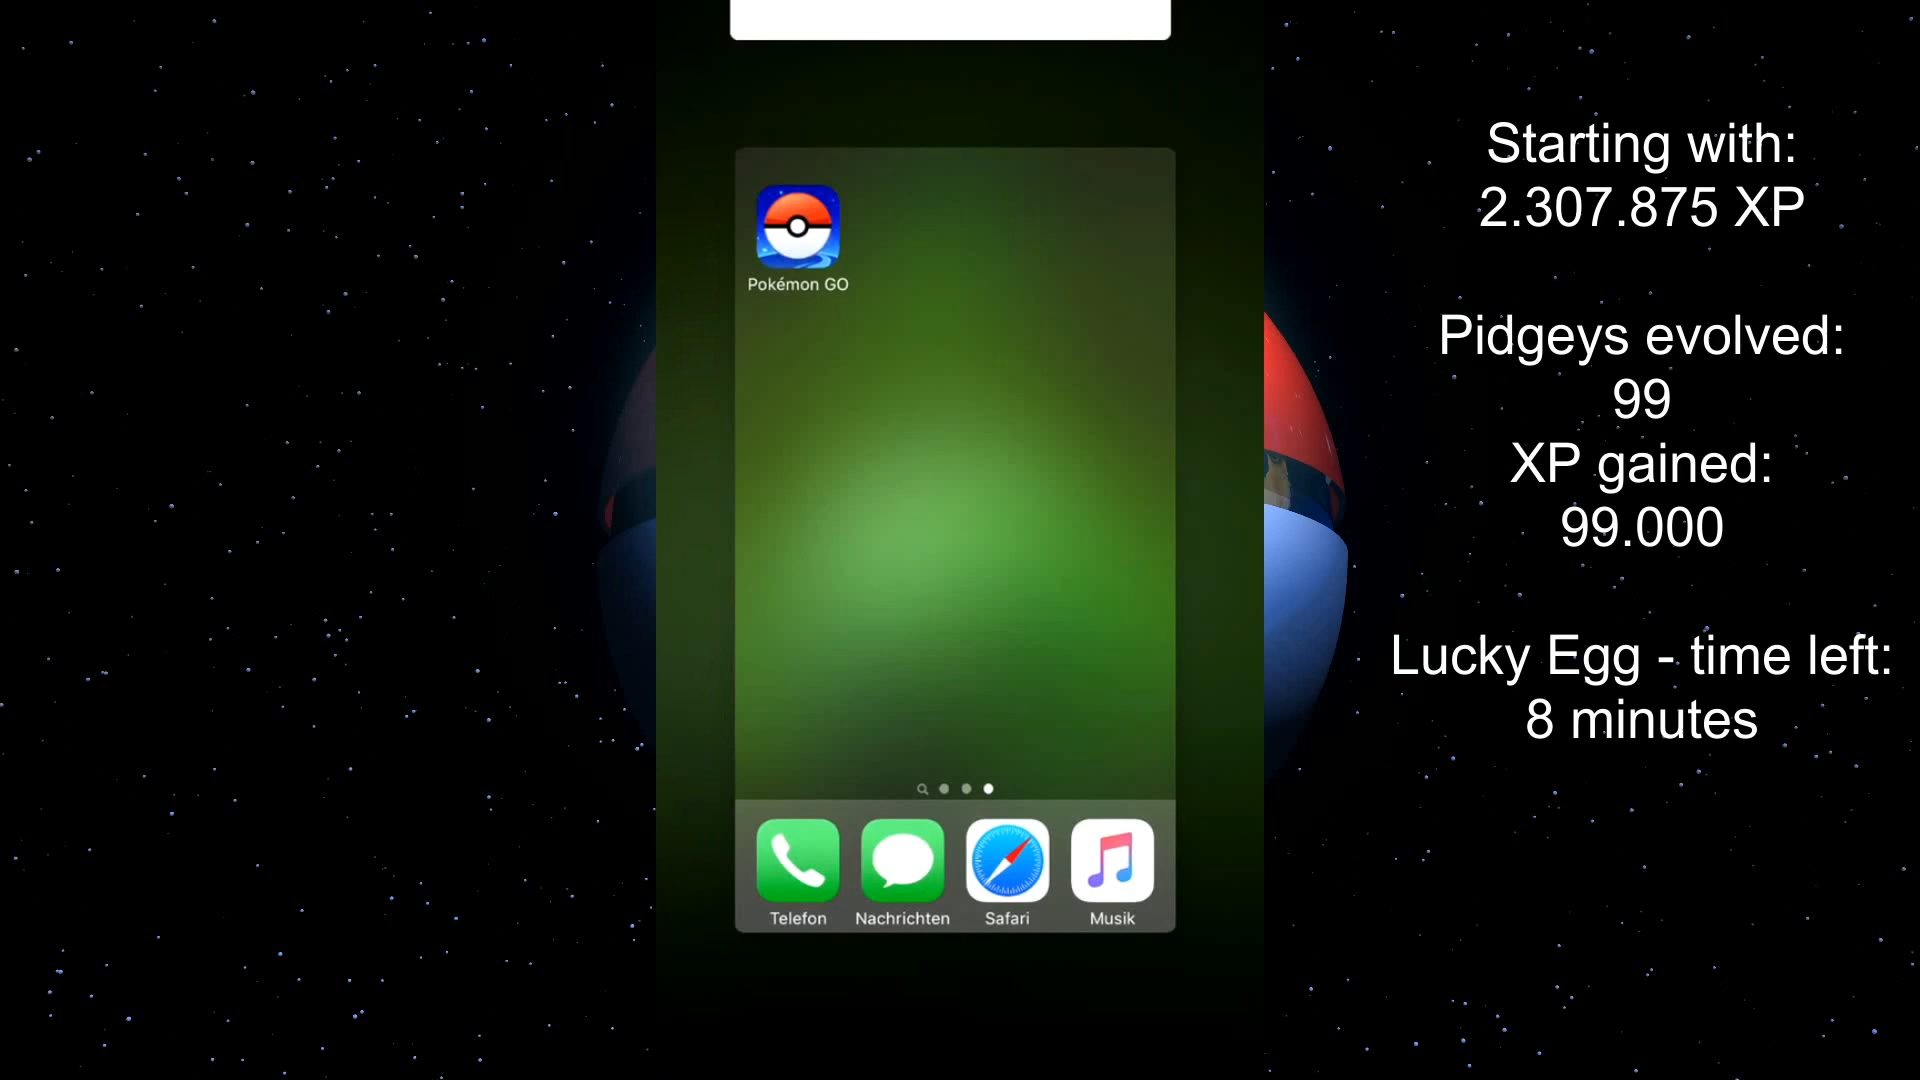 Pokémon GO
Telefon
Nachrichten
Safari
Musik
Starting with:
2.307.875 XP
Pidgeys evolved:
99
XP gained:
99.000
Lucky Egg - time left:
8 minutes